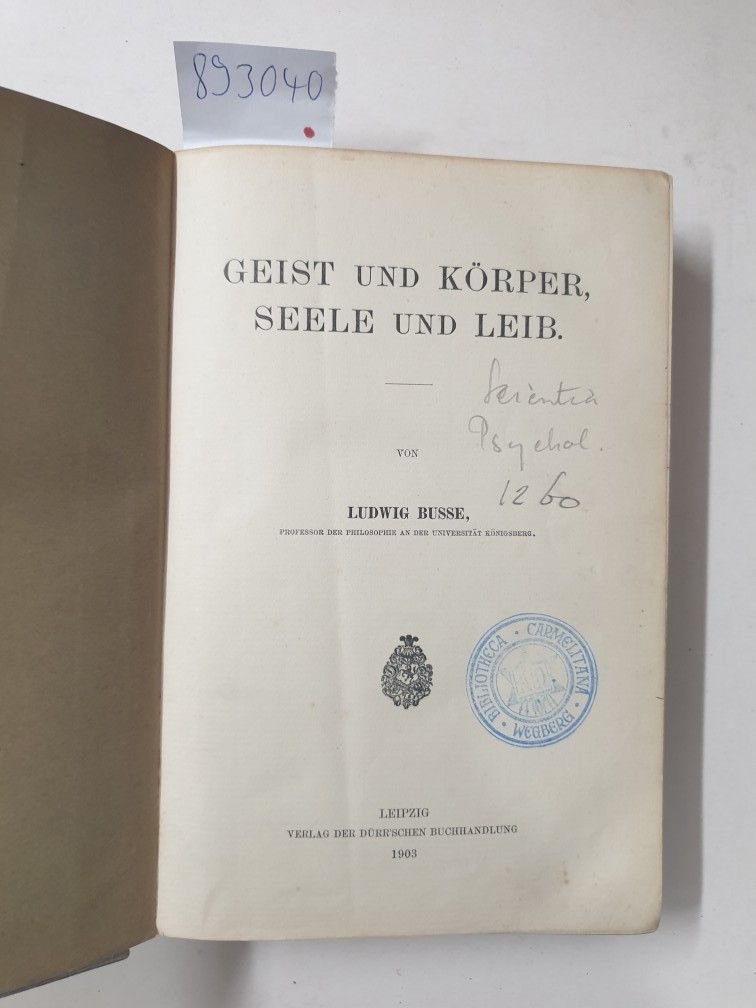 893040
GEIST UND KÖRPER,
SEELE UND LEIB.
Scientia
Psychol.
1260
VON
LUDWIG BUSSE,
PROFESSOR DER PHILOSOPHIE AN DER UNIVERSITÄT KÖNIGSBERG.
BIBLIOTHECA · CARMELITANA · WEGBERG ·
LEIPZIG
VERLAG DER DÜRR'SCHEN BUCHHANDLUNG
1903